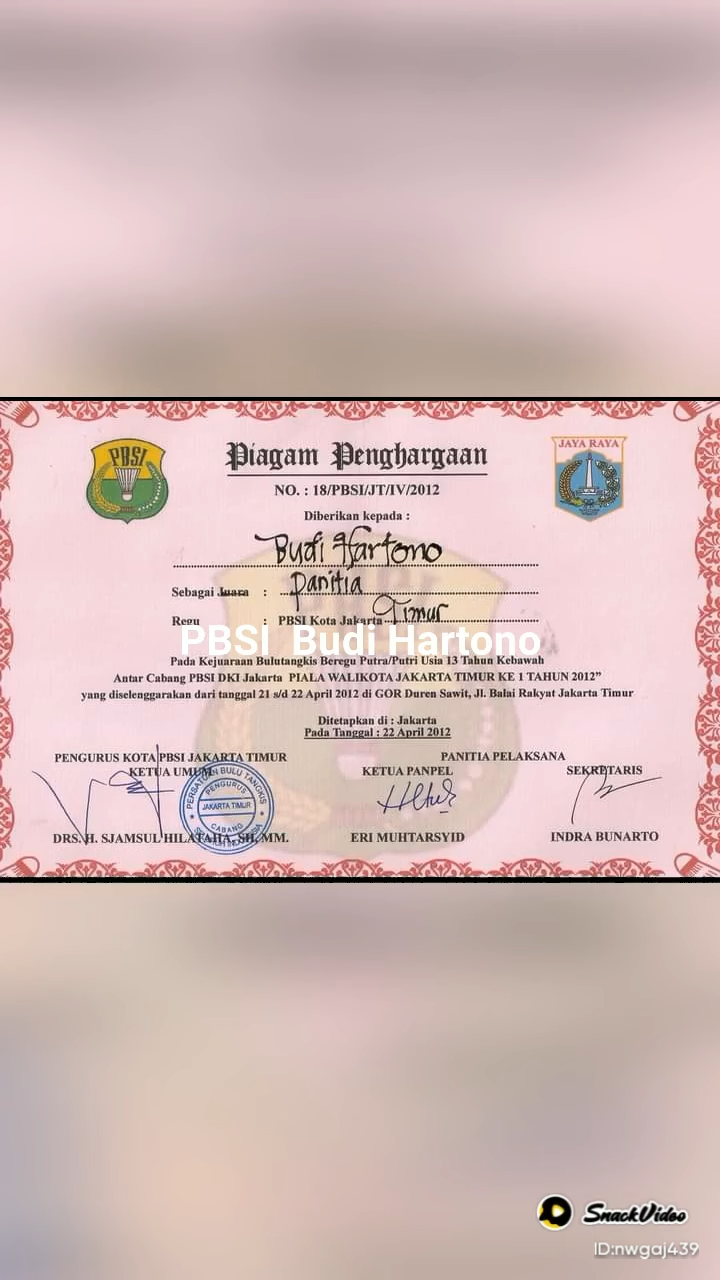 PBSI
JAYA RAYA
Piagam Penghargaan
NO. : 18/PBSI/JT/IV/2012
Diberikan kepada :
Budi Hartono
Sebagai Juara : Panitia
Regu : PBSI Kota Jakarta Timur
PBSI Budi Hartono
Pada Kejuaraan Bulutangkis Beregu Putra/Putri Usia 13 Tahun Kebawah
Antar Cabang PBSI DKI Jakarta PIALA WALIKOTA JAKARTA TIMUR KE 1 TAHUN 2012"
yang diselenggarakan dari tanggal 21 s/d 22 April 2012 di GOR Duren Sawit, Jl. Balai Rakyat Jakarta Timur
Ditetapkan di : Jakarta
Pada Tanggal : 22 April 2012
PENGURUS KOTA PBSI JAKARTA TIMUR
KETUA UMUM
PANITIA PELAKSANA
KETUA PANPEL
SEKRETARIS
PERSATUAN BULU TANGKIS
PENGURUS
JAKARTA TIMUR
CABANG
DRS. H. SJAMSUL HILATAHA, SH, MM.
ERI MUHTARSYID
INDRA BUNARTO
SnackVideo
ID:nwgaj439